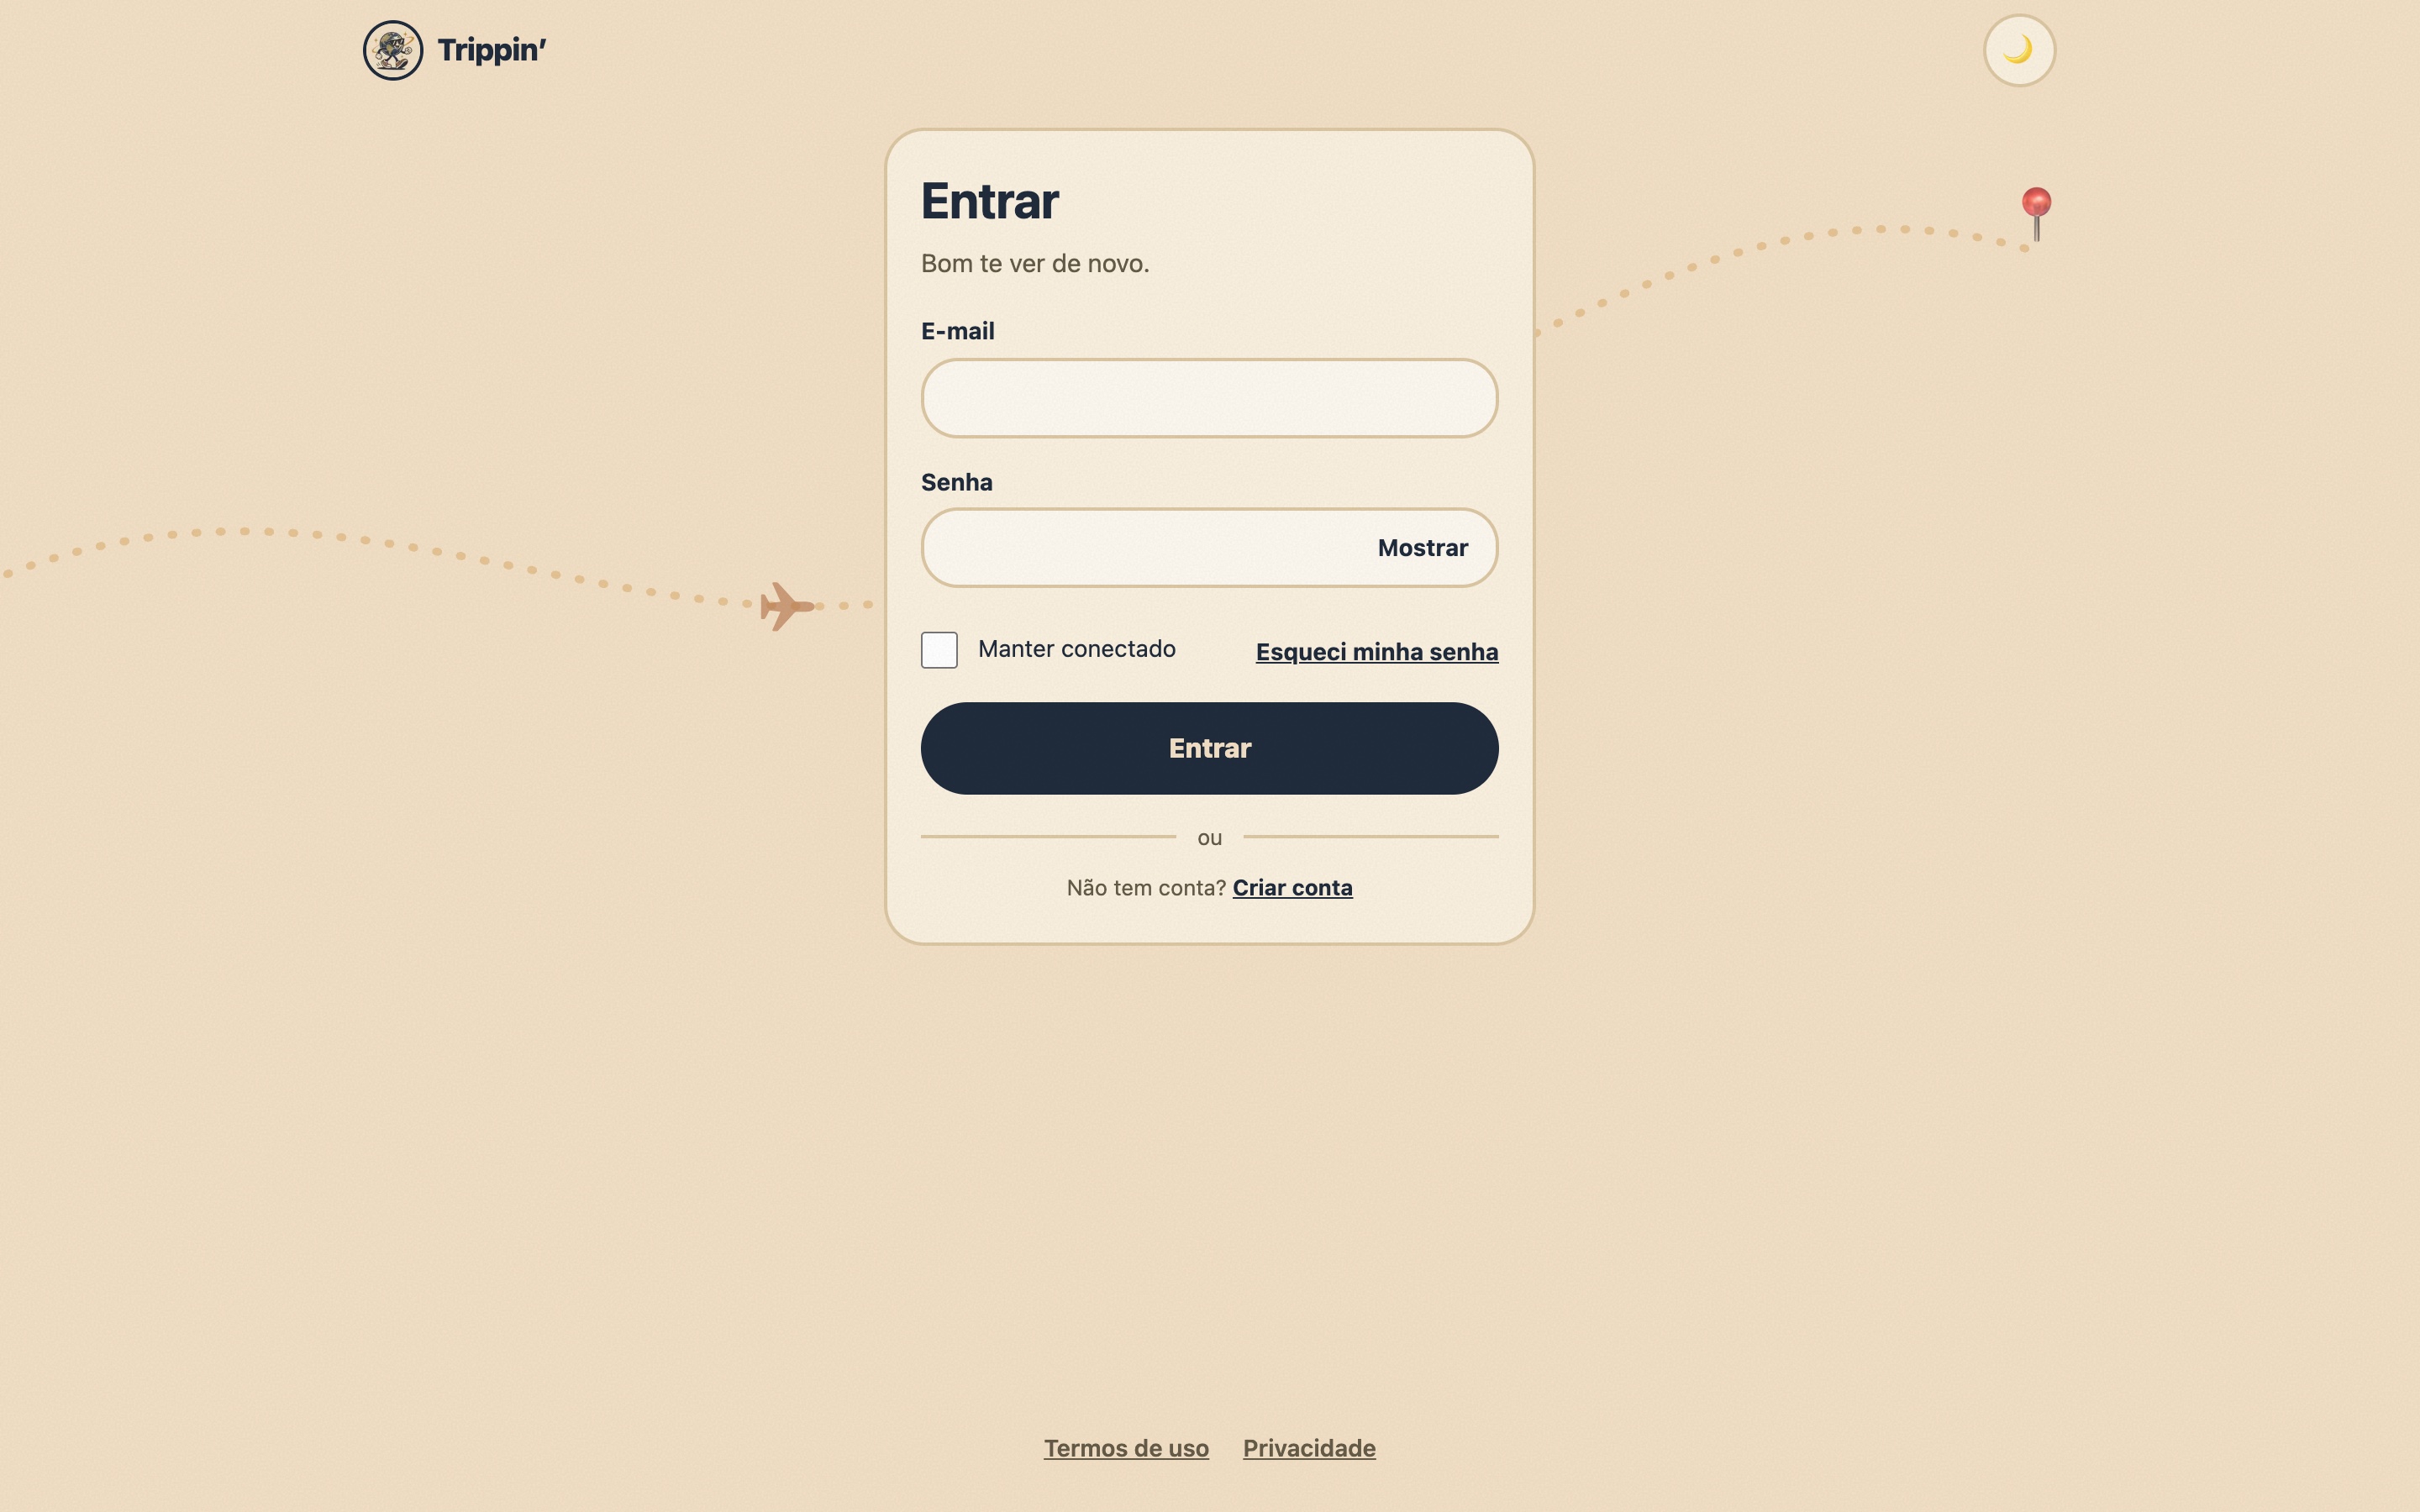 Trippin’
Entrar
Bom te ver de novo.
E-mail
Senha
Mostrar
Manter conectado
Esqueci minha senha
Entrar
ou
Não tem conta? Criar conta
Termos de uso
Privacidade